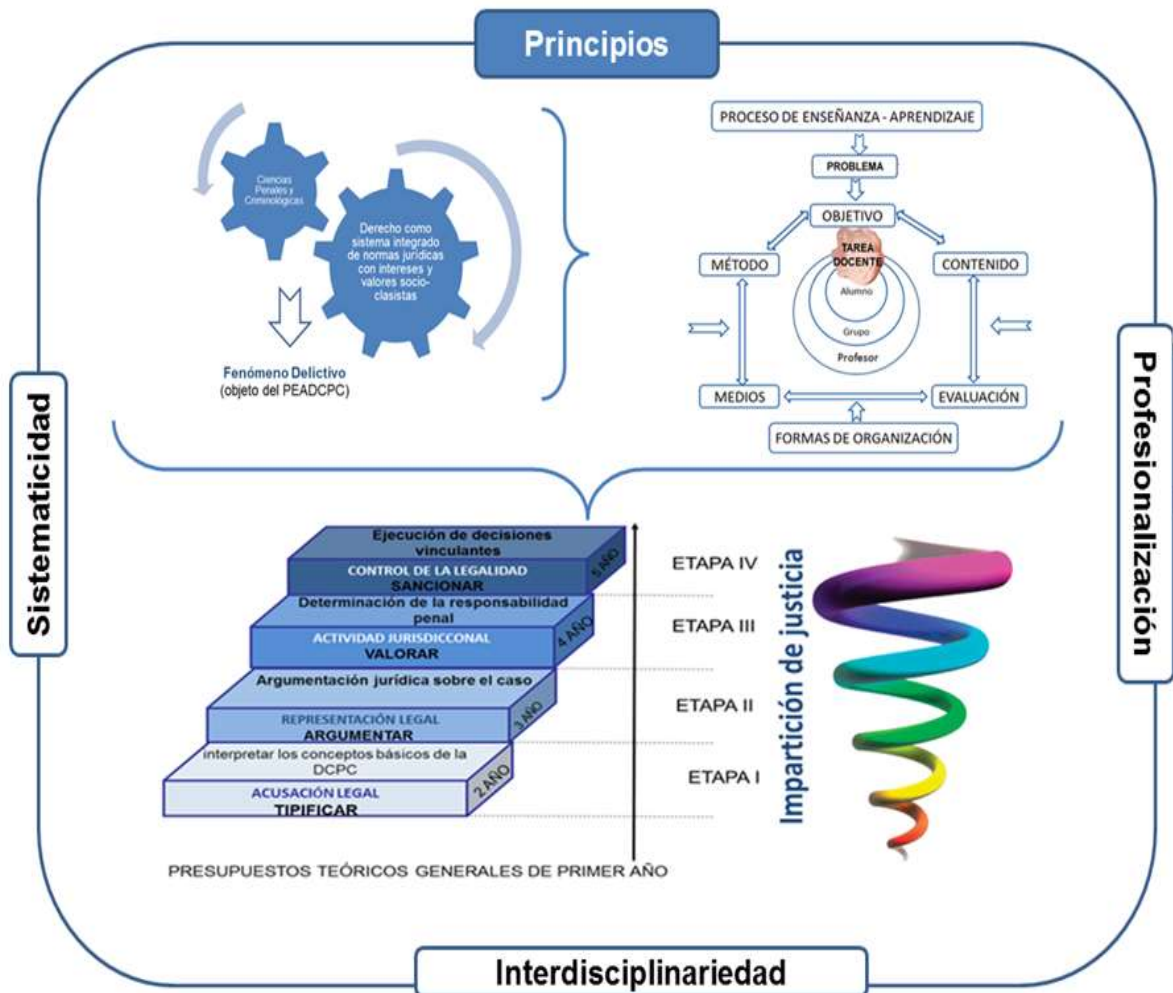 Principios
Ciencias
Penales y
Criminológicas
Derecho como
sistema integrado
de normas jurídicas
con intereses y
valores socio-
clasistas
Fenómeno Delictivo
(objeto del PEADCPC)
PROCESO DE ENSEÑANZA - APRENDIZAJE
PROBLEMA
OBJETIVO
TAREA
DOCENTE
MÉTODO
CONTENIDO
Alumno
Grupo
Profesor
MEDIOS
EVALUACIÓN
FORMAS DE ORGANIZACIÓN
Sistematicidad
Profesionalización
Ejecución de decisiones
vinculantes
CONTROL DE LA LEGALIDAD
SANCIONAR
5 AÑO
ETAPA IV
Determinación de la responsabilidad
penal
ACTIVIDAD JURISDICCONAL
VALORAR
4 AÑO
ETAPA III
Argumentación jurídica sobre el caso
REPRESENTACIÓN LEGAL
ARGUMENTAR
3 AÑO
ETAPA II
interpretar los conceptos básicos de la
DCPC
ACUSACIÓN LEGAL
TIPIFICAR
2 AÑO
ETAPA I
Impartición de justicia
PRESUPUESTOS TEÓRICOS GENERALES DE PRIMER AÑO
Interdisciplinariedad